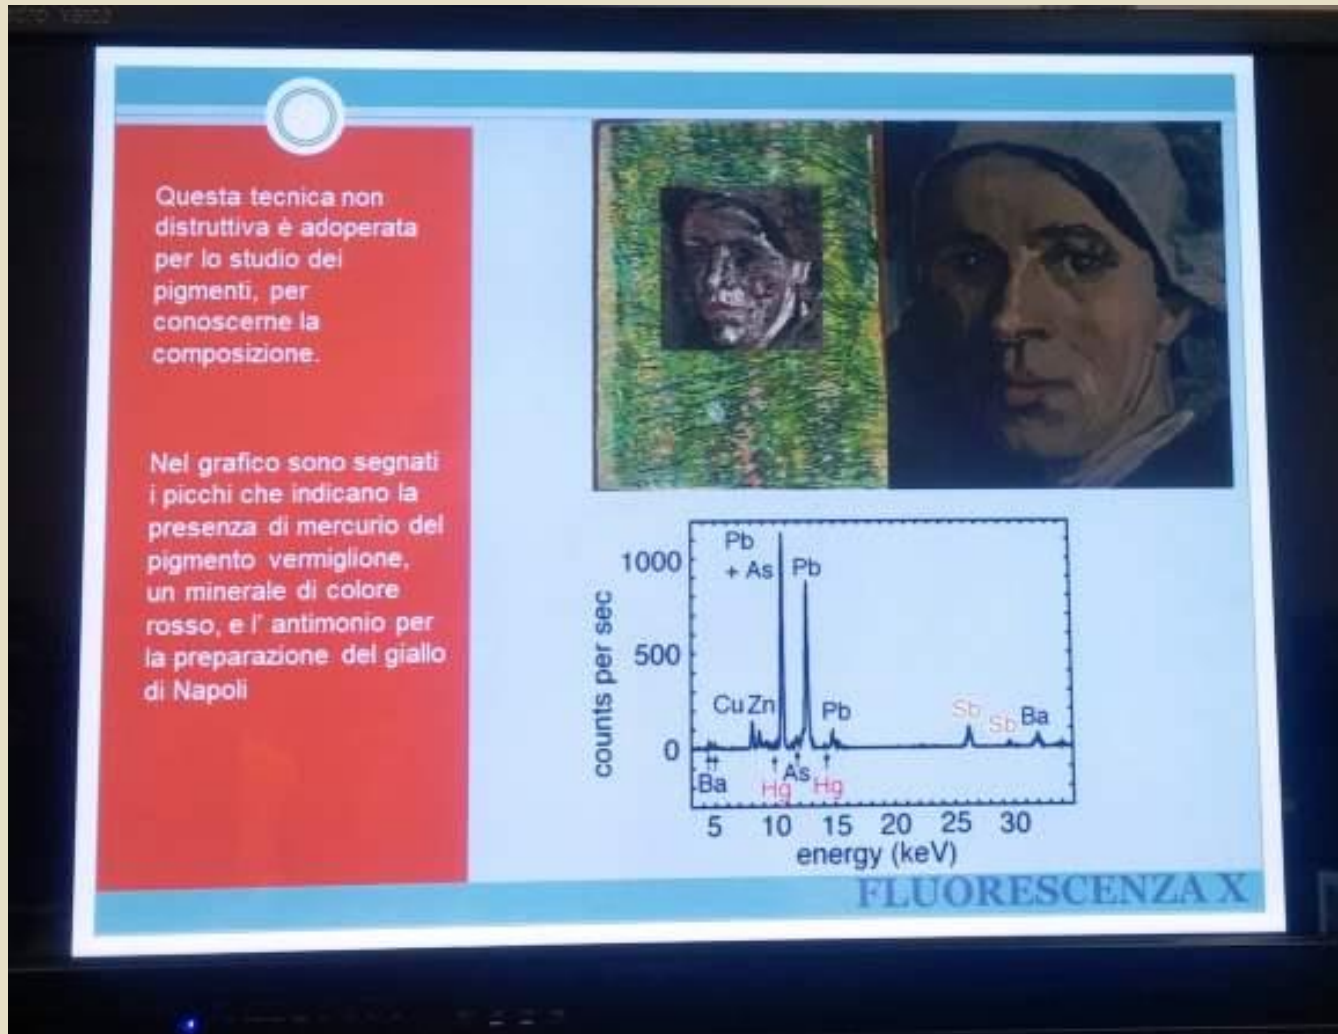 Questa tecnica non
distruttiva è adoperata
per lo studio dei
pigmenti, per
conoscerne la
composizione.
Nel grafico sono segnati
i picchi che indicano la
presenza di mercurio del
pigmento vermiglione,
un minerale di colore
rosso, e l' antimonio per
la preparazione del giallo
di Napoli
Pb
+ As Pb
1000
500
0
counts per sec
Cu Zn Pb Sb Sb Ba
Ba Hg As Hg
5 10 15 20 25 30
energy (keV)
FLUORESCENZA X